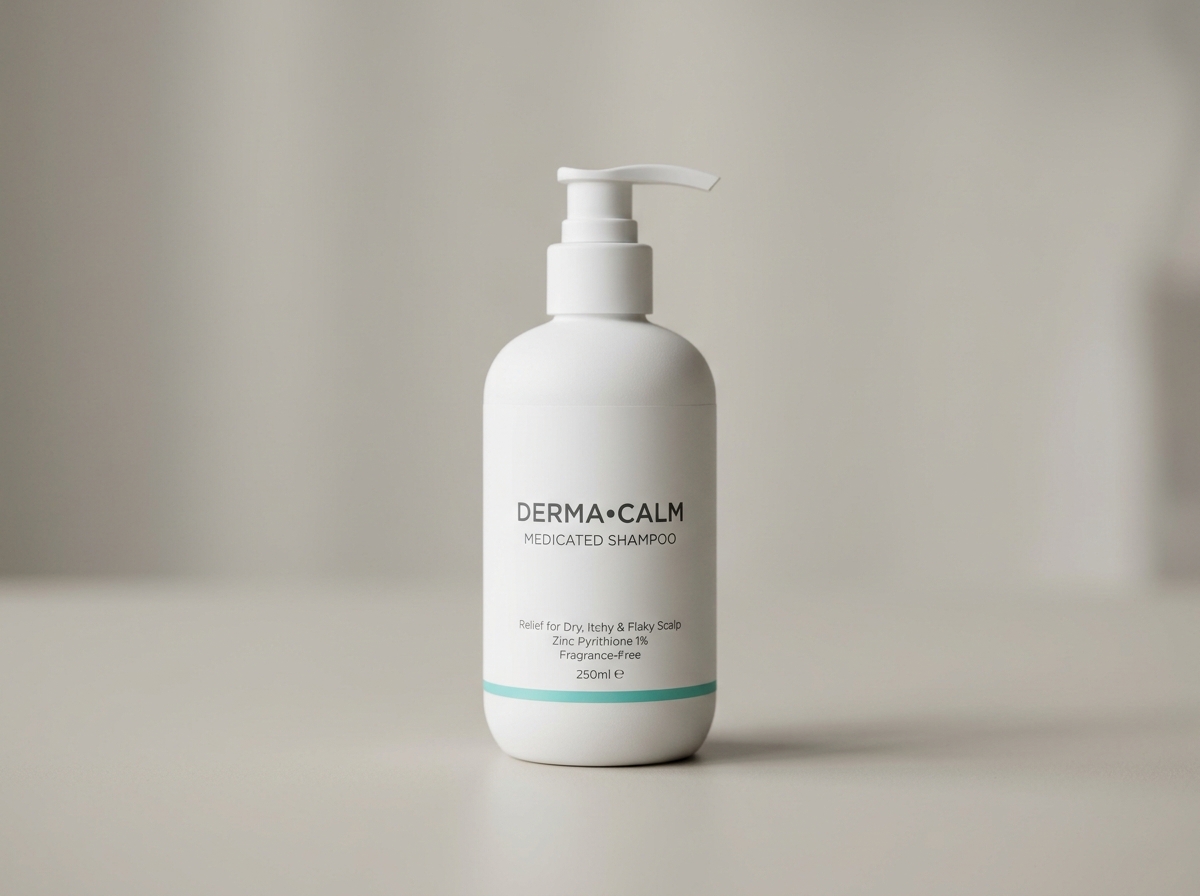 DERMA•CALM
MEDICATED SHAMPOO
Relief for Dry, Itchy & Flaky Scalp
Zinc Pyrithione 1%
Fragrance-Free
250ml ℮